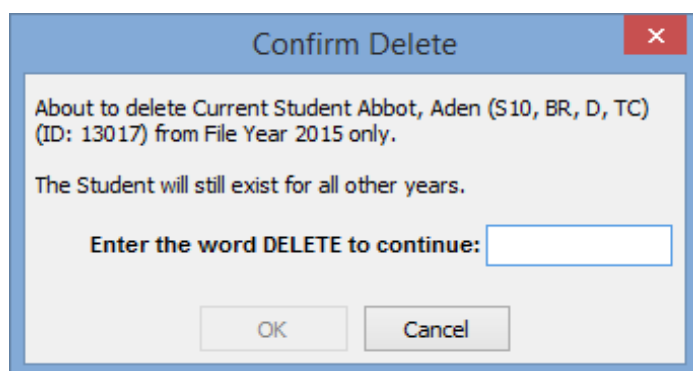 Confirm Delete
About to delete Current Student Abbot, Aden (S10, BR, D, TC)
(ID: 13017) from File Year 2015 only.
The Student will still exist for all other years.
Enter the word DELETE to continue:
OK
Cancel